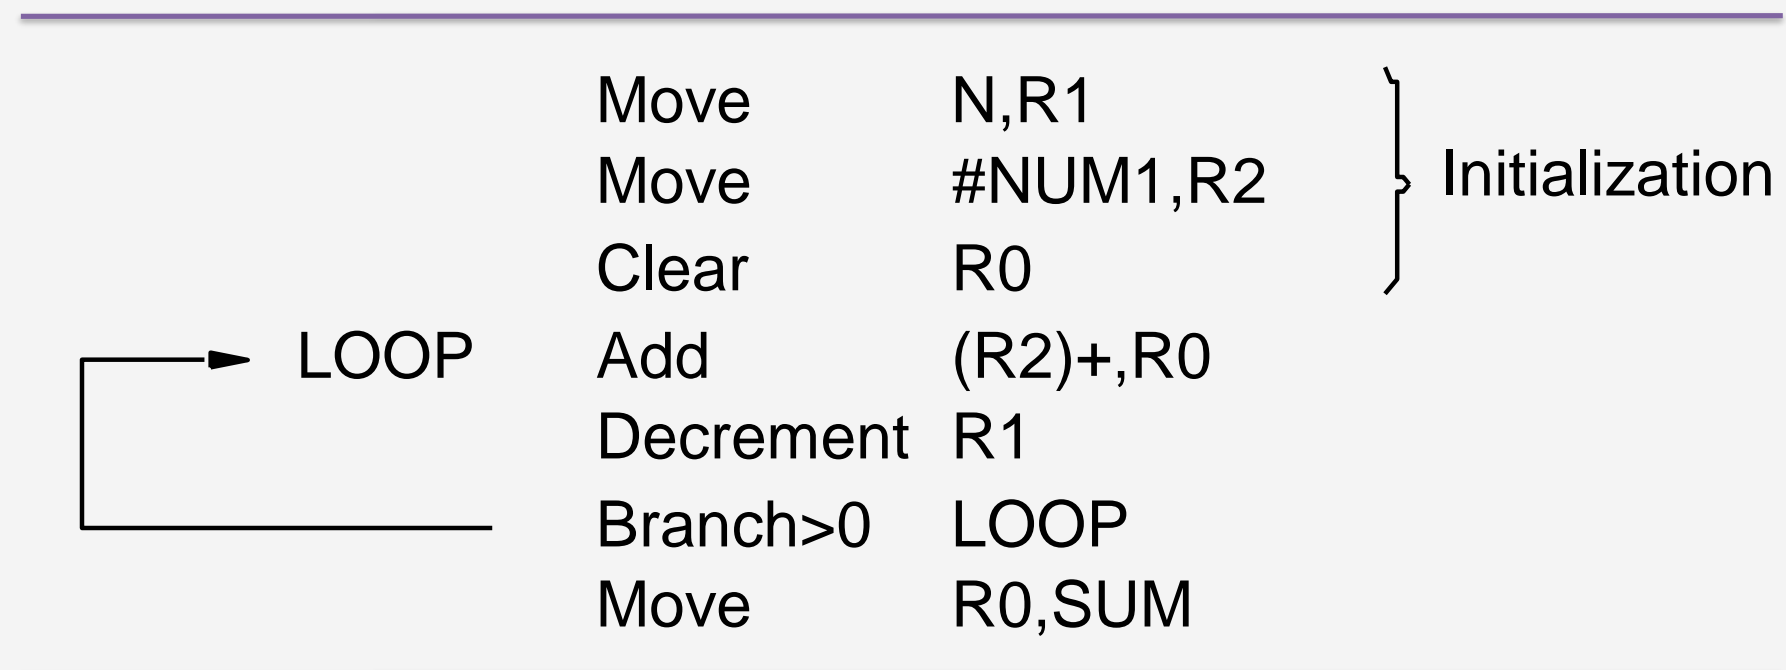 Move N,R1
Move #NUM1,R2
Initialization
Clear R0
LOOP Add (R2)+,R0
Decrement R1
Branch>0 LOOP
Move R0,SUM